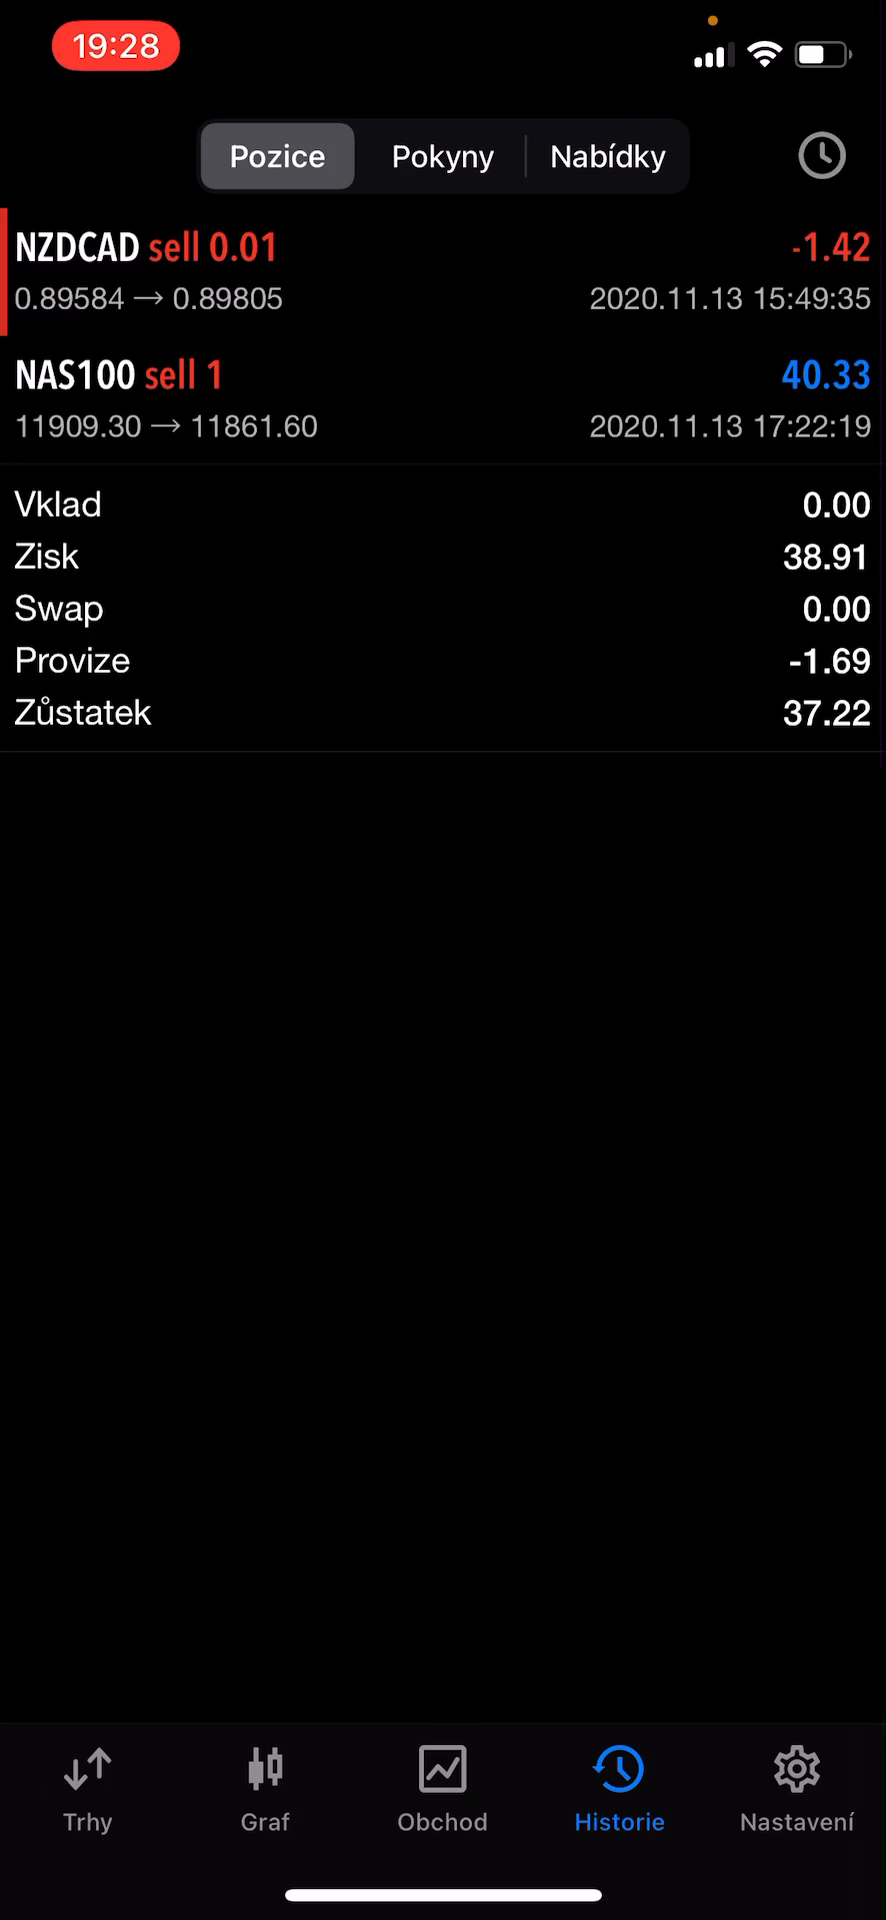 19:28
Pozice Pokyny Nabídky
NZDCAD sell 0.01 -1.42
0.89584 → 0.89805 2020.11.13 15:49:35
NAS100 sell 1 40.33
11909.30 → 11861.60 2020.11.13 17:22:19
Vklad 0.00
Zisk 38.91
Swap 0.00
Provize -1.69
Zůstatek 37.22
Trhy Graf Obchod Historie Nastavení